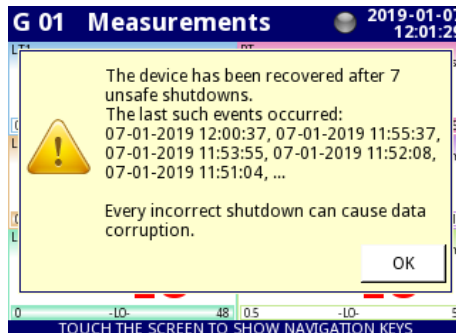 G 01 Measurements
2019-01-07
12:01:29
LT1
The device has been recovered after 7
unsafe shutdowns.
The last such events occurred:
07-01-2019 12:00:37, 07-01-2019 11:55:37,
07-01-2019 11:53:55, 07-01-2019 11:52:08,
07-01-2019 11:51:04, ...
Every incorrect shutdown can cause data
corruption.
OK
0 -LO- 48 0.5 -LO-
TOUCH THE SCREEN TO SHOW NAVIGATION KEYS